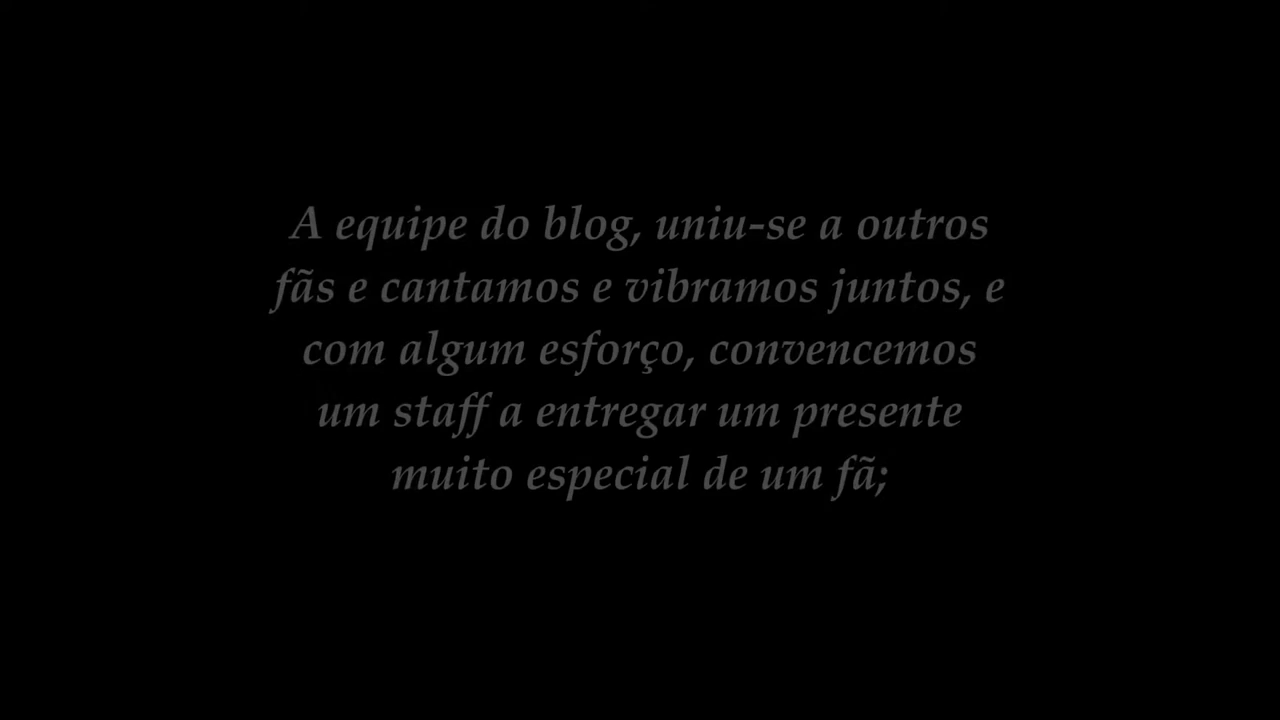 A equipe do blog, uniu-se a outros
fãs e cantamos e vibramos juntos, e
com algum esforço, convencemos
um staff a entregar um presente
muito especial de um fã;